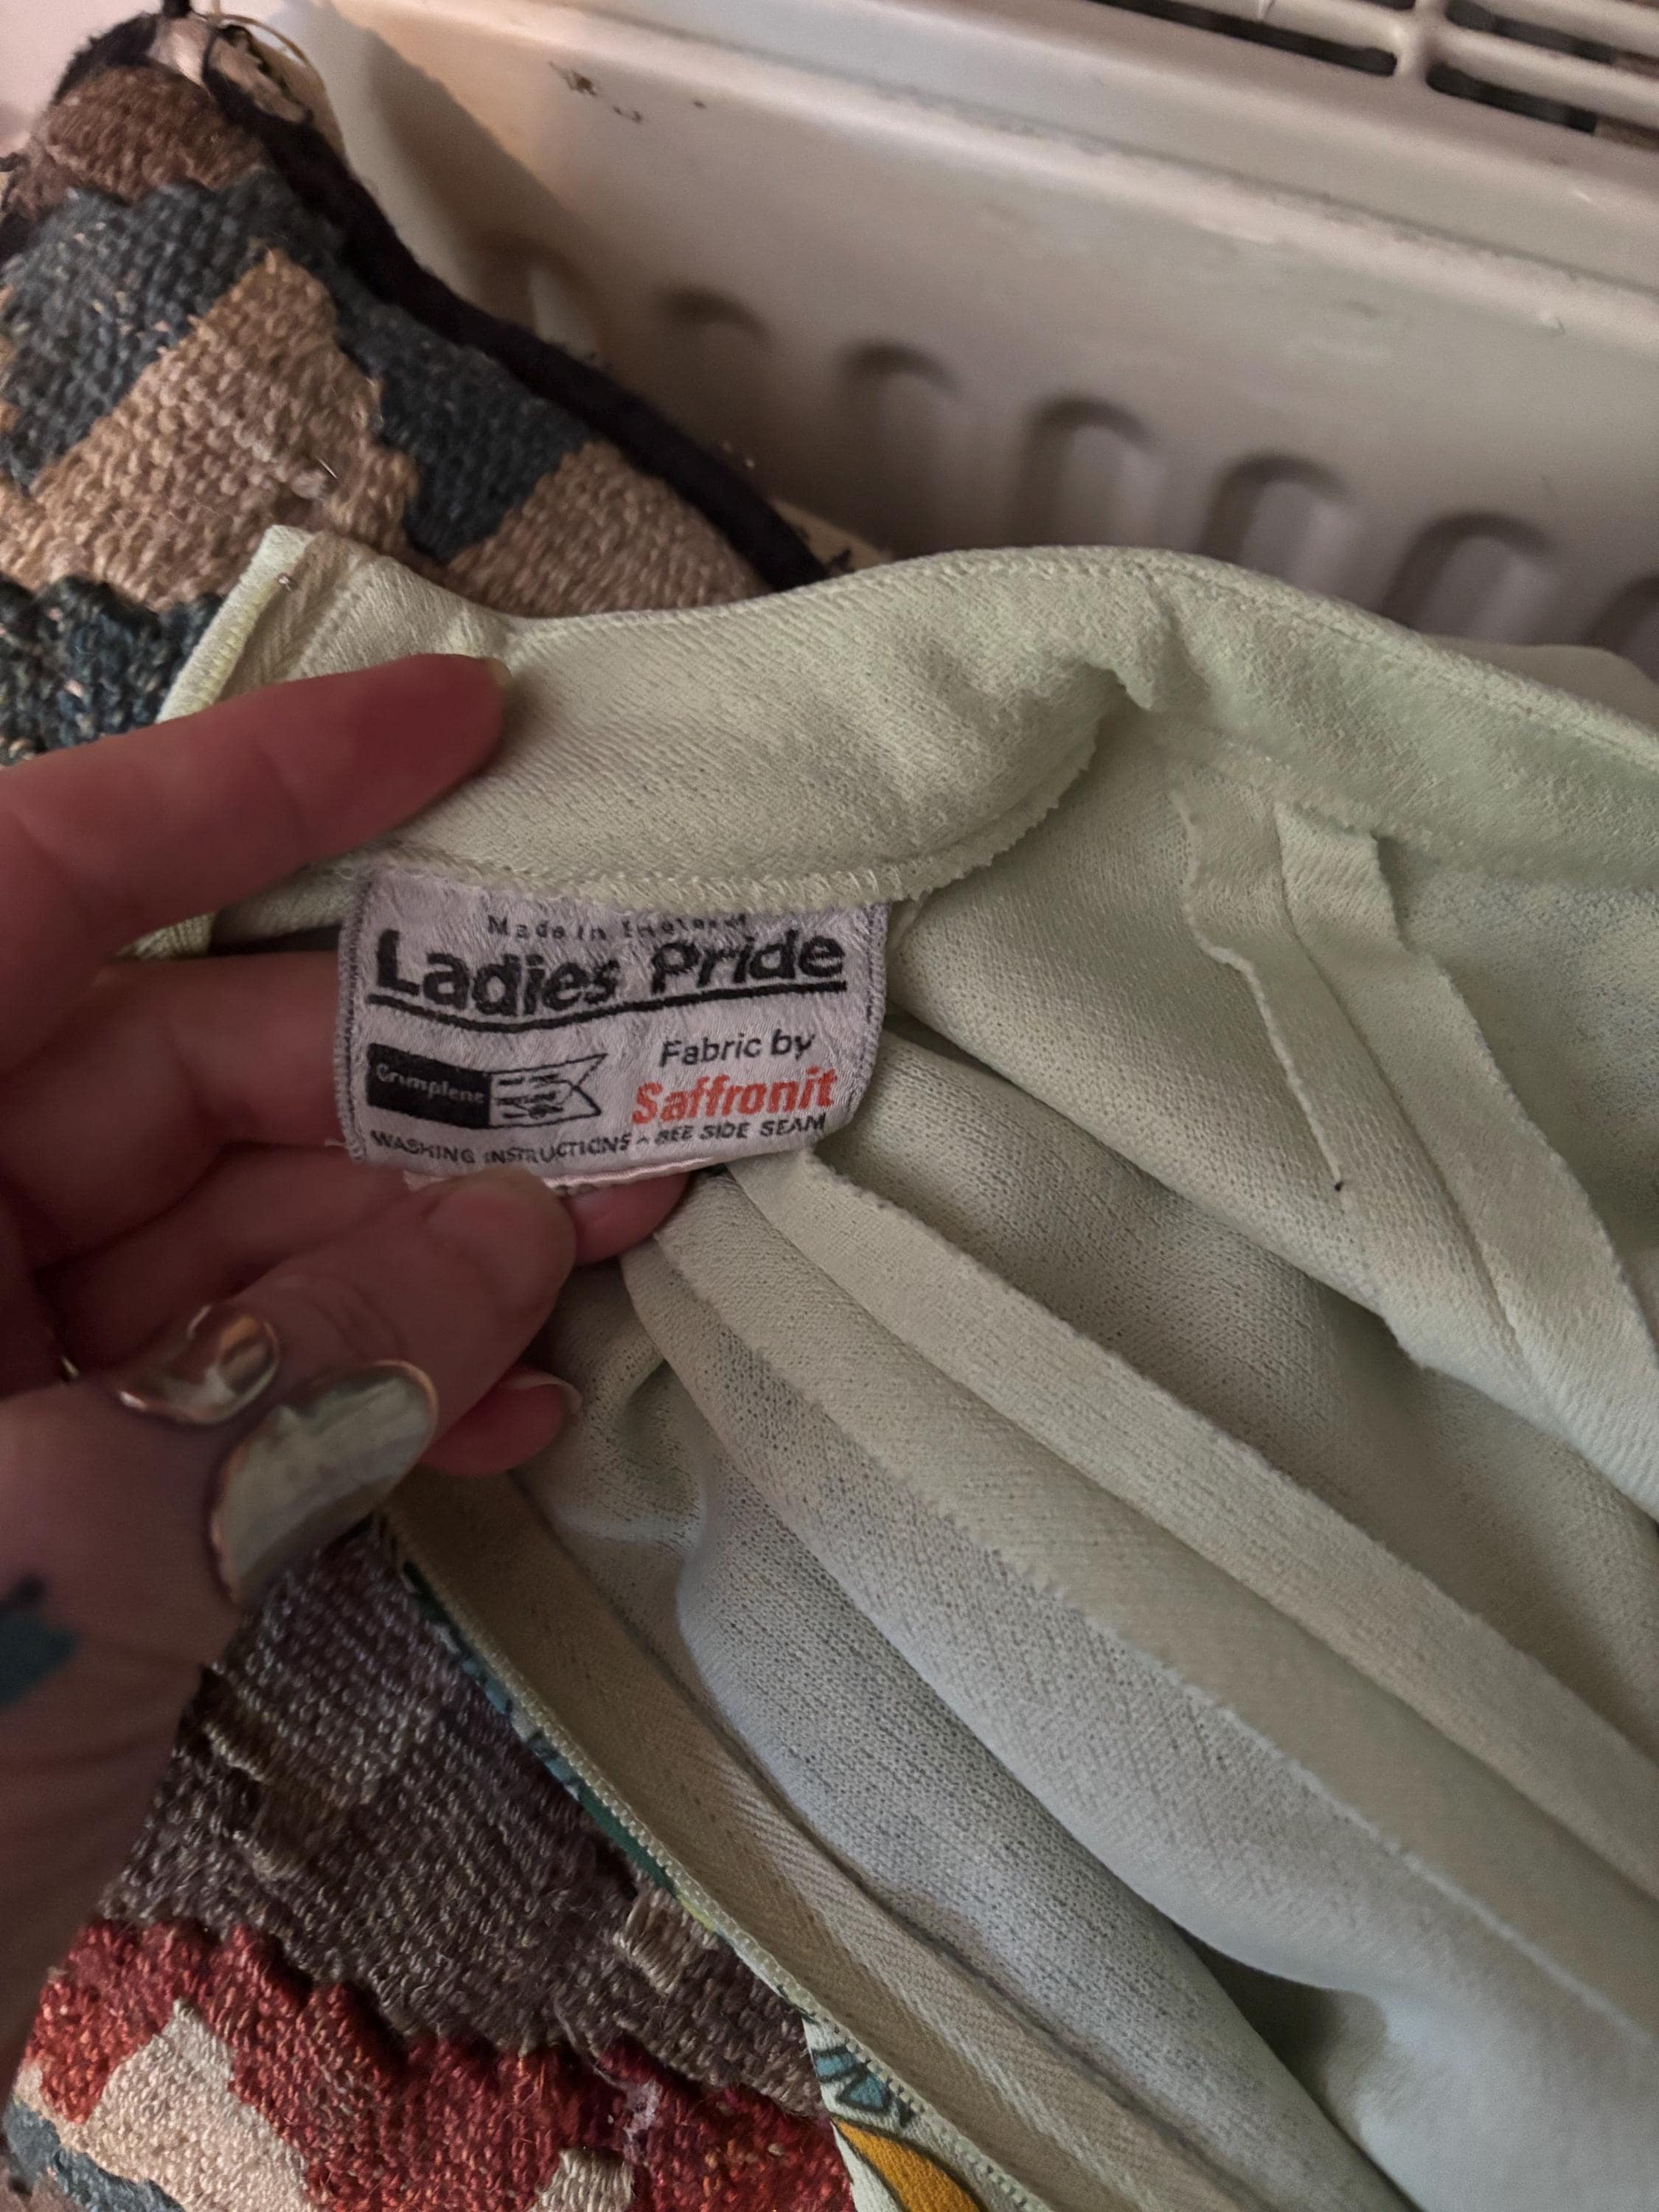 Made in England
Ladies Pride
Crimplene
Fabric by
Saffronit
WASHING INSTRUCTIONS - SEE SIDE SEAM